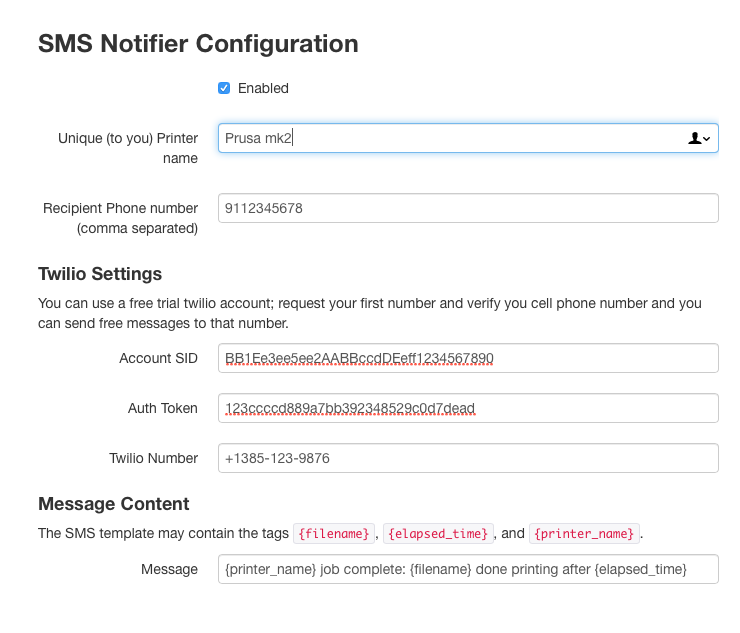 SMS Notifier Configuration
Enabled
Unique (to you) Printer
name
Prusa mk2
Recipient Phone number
(comma separated)
9112345678
Twilio Settings
You can use a free trial twilio account; request your first number and verify you cell phone number and you
can send free messages to that number.
Account SID
BB1Ee3ee5ee2AABBccdDEeff1234567890
Auth Token
123ccccd889a7bb392348529c0d7dead
Twilio Number
+1385-123-9876
Message Content
The SMS template may contain the tags {filename} , {elapsed_time} , and {printer_name} .
Message
{printer_name} job complete: {filename} done printing after {elapsed_time}